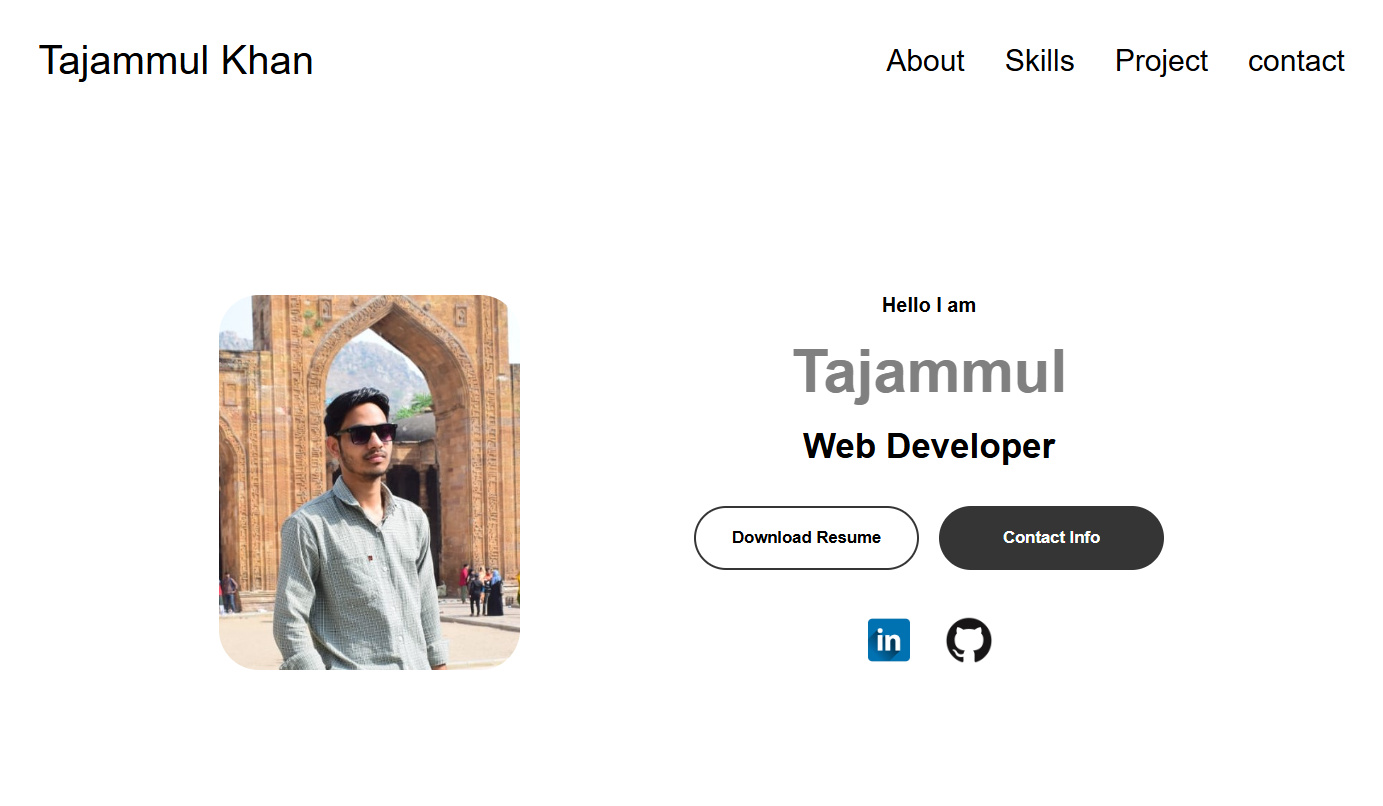 Tajammul Khan
About Skills Project contact
Hello I am
Tajammul
Web Developer
Download Resume
Contact Info
in